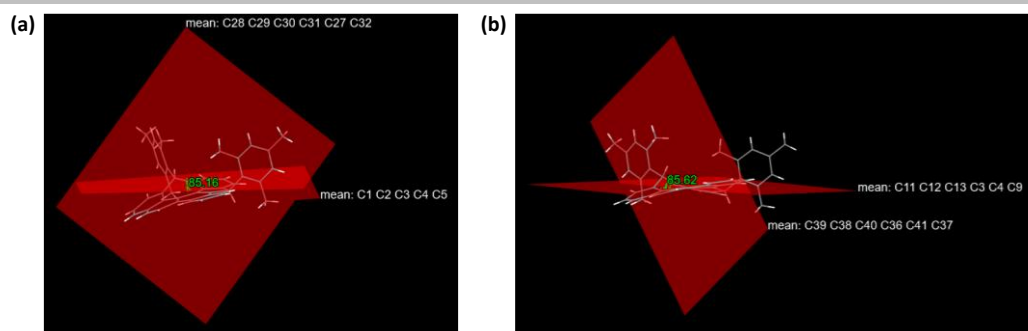 (a)
mean: C28 C29 C30 C31 C27 C32
85.16
mean: C1 C2 C3 C4 C5
(b)
85.62
mean: C11 C12 C13 C3 C4 C9
mean: C39 C38 C40 C36 C41 C37